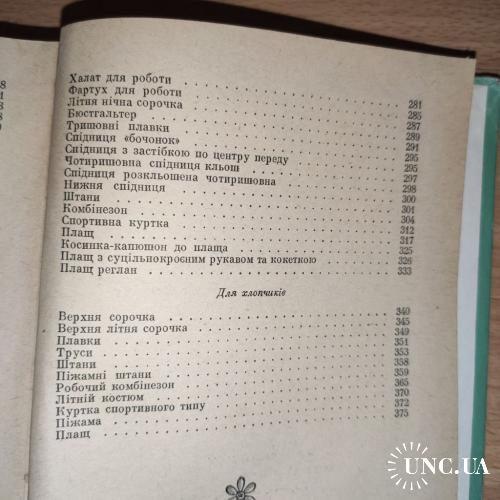 Халат для роботи . . . 281
Фартух для роботи . . . 285
Літня нічна сорочка . . . 287
Бюстгальтер . . . 289
Тришовні плавки . . . 291
Спідниця «бочонок» . . . 295
Спідниця з застібкою по центру переду . . . 295
Чотиришовна спідниця кльош . . . 297
Спідниця розкльошена чотиришовна . . . 298
Нижня спідниця . . . 300
Штани . . . 301
Комбінезон . . . 304
Спортивна куртка . . . 312
Плащ . . . 317
Косинка-капюшон до плаща . . . 325
Плащ з суцільнокроєним рукавом та кокеткою . . . 326
Плащ реглан . . . 333
Для хлопчиків
Верхня сорочка . . . 340
Верхня літня сорочка . . . 345
Плавки . . . 349
Труси . . . 351
Штани . . . 353
Піжамні штани . . . 358
Робочий комбінезон . . . 359
Літній костюм . . . 365
Куртка спортивного типу . . . 370
Піжама . . . 372
Плащ . . . 375
UNC.UA